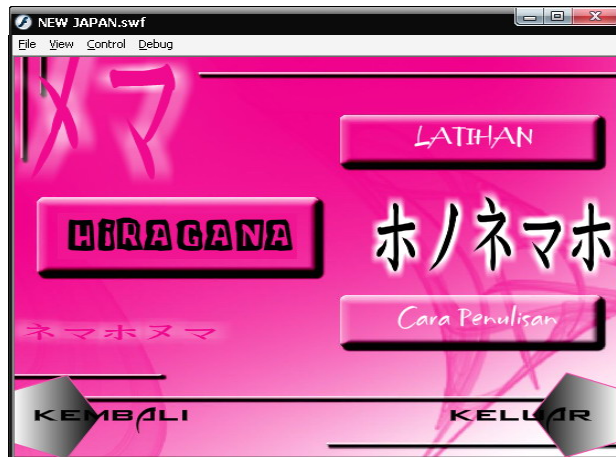 NEW JAPAN.swf
File View Control Debug
メマ
LATIHAN
HIRAGANA
ホノネマホ
Cara Penulisan
ネマホヌマ
KEMBALI
KELUAR